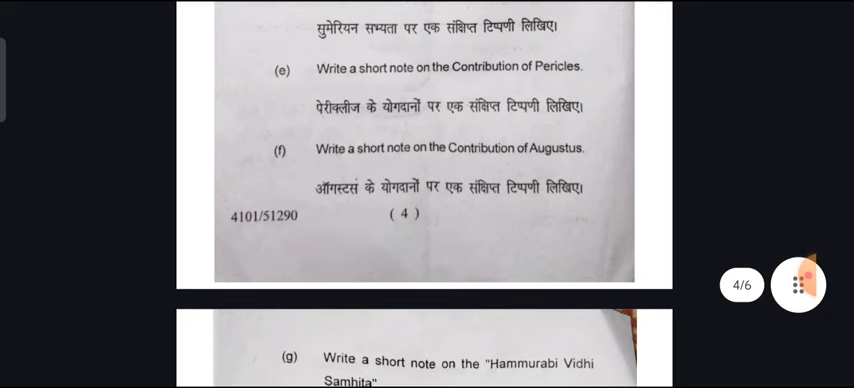 सुमेरियन सभ्यता पर एक संक्षिप्त टिप्पणी लिखिए।
(e) Write a short note on the Contribution of Pericles.
पेरीक्लीज के योगदानों पर एक संक्षिप्त टिप्पणी लिखिए।
(f) Write a short note on the Contribution of Augustus.
ऑगस्टस के योगदानों पर एक संक्षिप्त टिप्पणी लिखिए।
4101/51290 ( 4 )
4/6
(g) Write a short note on the "Hammurabi Vidhi
Samhita"